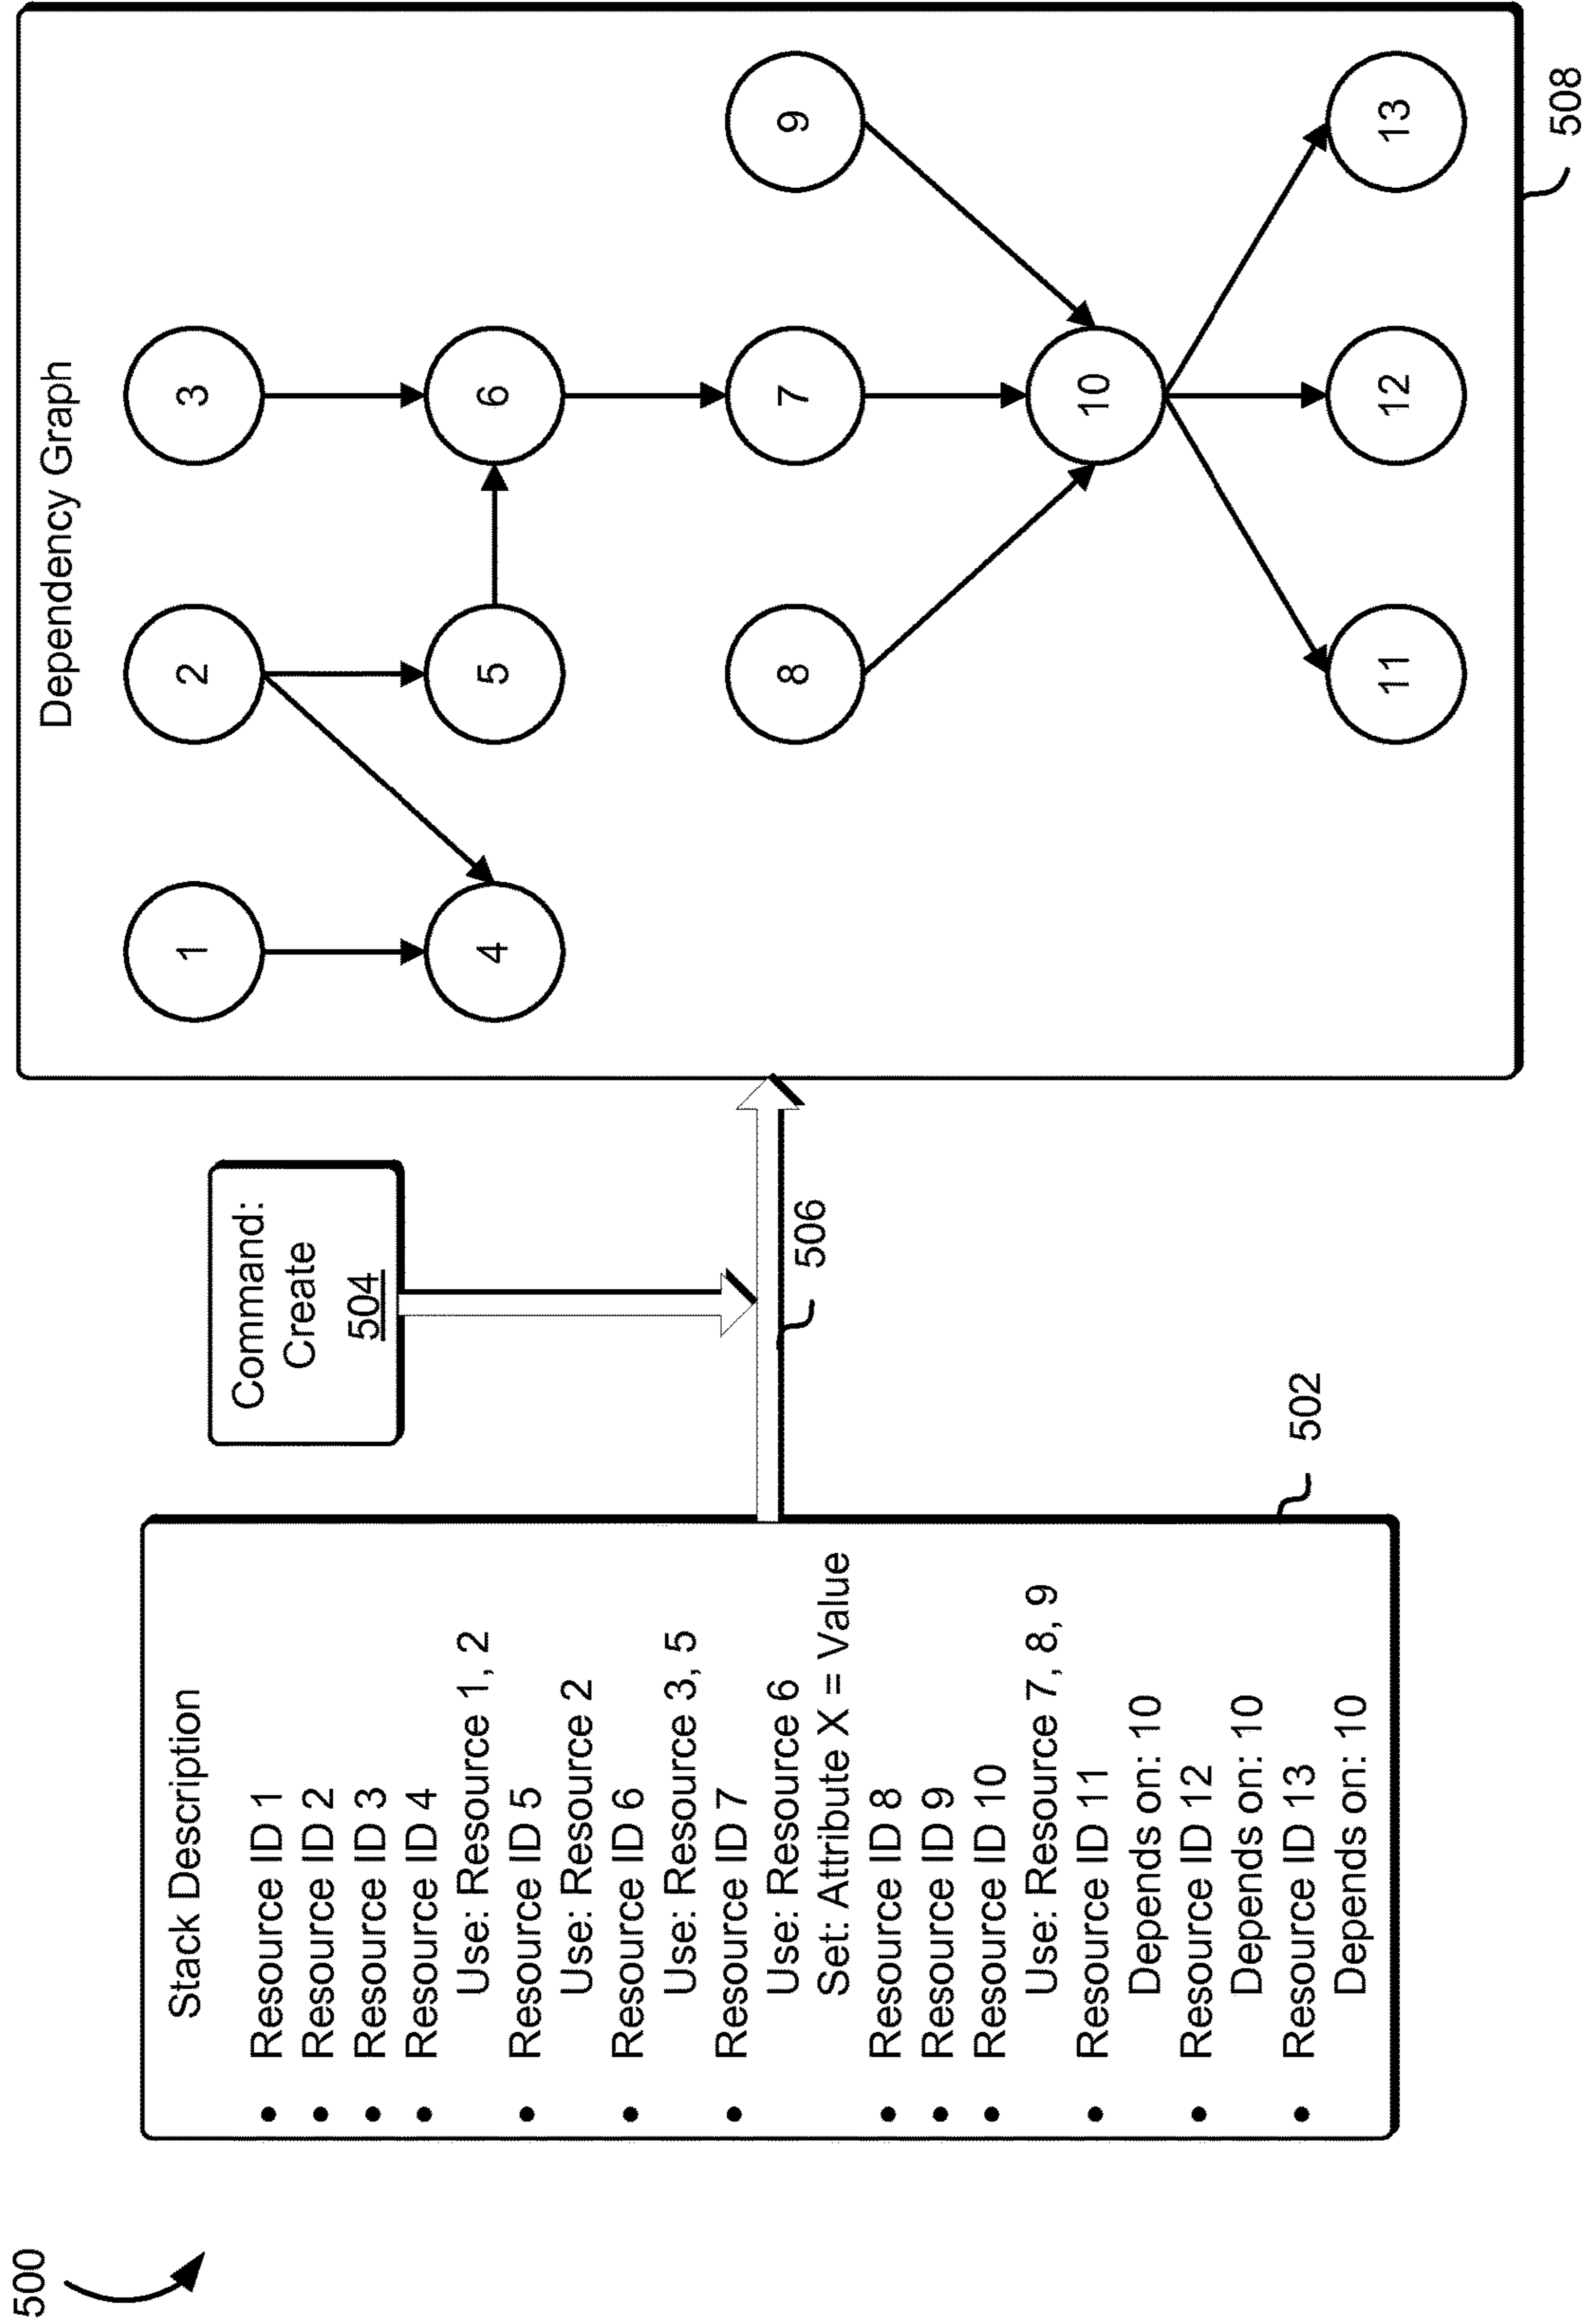 500
Stack Description
• Resource ID 1
• Resource ID 2
• Resource ID 3
• Resource ID 4
Use: Resource 1, 2
• Resource ID 5
Use: Resource 2
• Resource ID 6
Use: Resource 3, 5
• Resource ID 7
Use: Resource 6
Set: Attribute X = Value
• Resource ID 8
• Resource ID 9
• Resource ID 10
Use: Resource 7, 8, 9
• Resource ID 11
Depends on: 10
• Resource ID 12
Depends on: 10
• Resource ID 13
Depends on: 10
502
Command:
Create
504
506
Dependency Graph
1
2
3
4
5
6
8
7
9
10
11
12
13
508